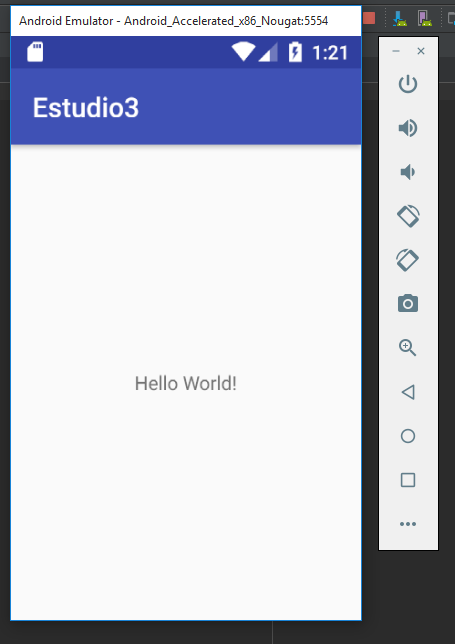 Android Emulator - Android_Accelerated_x86_Nougat:5554
1:21
Estudio3
Hello World!